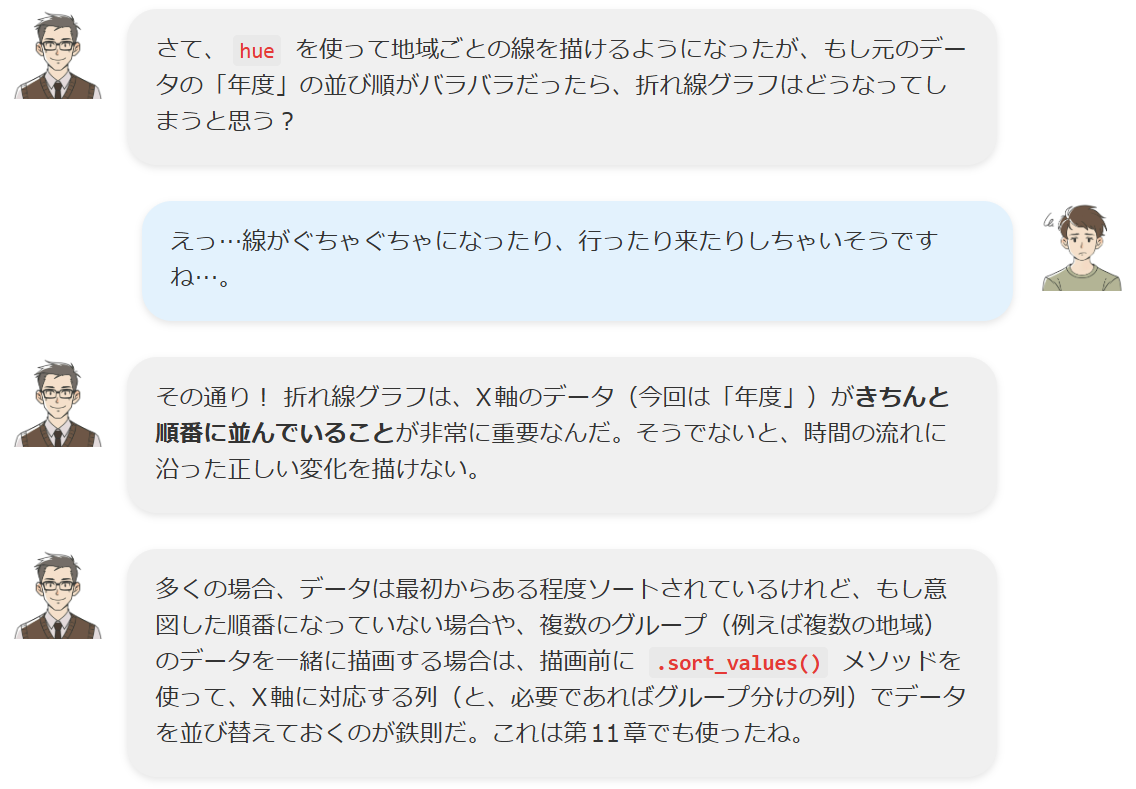 さて、 hue を使って地域ごとの線を描けるようになったが、もし元のデー
タの「年度」の並び順がバラバラだったら、折れ線グラフはどうなってし
まうと思う？
えっ…線がぐちゃぐちゃになったり、行ったり来たりしちゃいそうです
ね…。
その通り！ 折れ線グラフは、X軸のデータ（今回は「年度」）がきちんと
順番に並んでいることが非常に重要なんだ。そうでないと、時間の流れに
沿った正しい変化を描けない。
多くの場合、データは最初からある程度ソートされているけれど、もし意
図した順番になっていない場合や、複数のグループ（例えば複数の地域）
のデータを一緒に描画する場合は、描画前に .sort_values() メソッドを
使って、X軸に対応する列（と、必要であればグループ分けの列）でデータ
を並び替えておくのが鉄則だ。これは第11章でも使ったね。